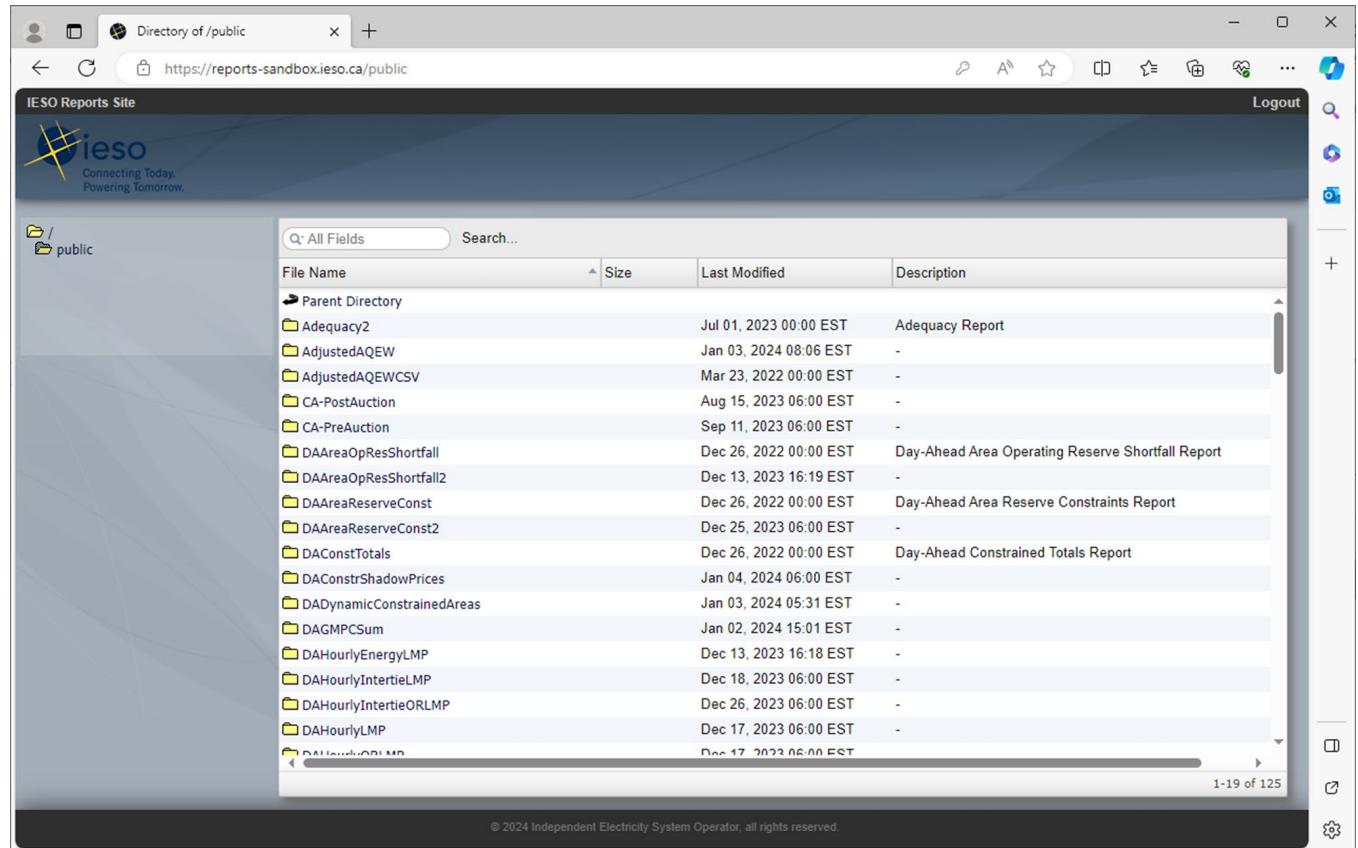 Directory of /public
https://reports-sandbox.ieso.ca/public
IESO Reports Site Logout
ieso
Connecting Today.
Powering Tomorrow.
/
public
All Fields Search...
File Name Size Last Modified Description
Parent Directory
Adequacy2 Jul 01, 2023 00:00 EST Adequacy Report
AdjustedAQEW Jan 03, 2024 08:06 EST -
AdjustedAQEWCSV Mar 23, 2022 00:00 EST -
CA-PostAuction Aug 15, 2023 06:00 EST -
CA-PreAuction Sep 11, 2023 06:00 EST -
DAAreaOpResShortfall Dec 26, 2022 00:00 EST Day-Ahead Area Operating Reserve Shortfall Report
DAAreaOpResShortfall2 Dec 13, 2023 16:19 EST -
DAAreaReserveConst Dec 26, 2022 00:00 EST Day-Ahead Area Reserve Constraints Report
DAAreaReserveConst2 Dec 25, 2023 06:00 EST -
DAConstTotals Dec 26, 2022 00:00 EST Day-Ahead Constrained Totals Report
DAConstrShadowPrices Jan 04, 2024 06:00 EST -
DADynamicConstrainedAreas Jan 03, 2024 05:31 EST -
DAGMPCSum Jan 02, 2024 15:01 EST -
DAHourlyEnergyLMP Dec 13, 2023 16:18 EST -
DAHourlyIntertieLMP Dec 18, 2023 06:00 EST -
DAHourlyIntertieORLMP Dec 26, 2023 06:00 EST -
DAHourlyLMP Dec 17, 2023 06:00 EST -
DAHourlyORLMP Dec 17, 2023 06:00 EST
1-19 of 125
© 2024 Independent Electricity System Operator, all rights reserved.